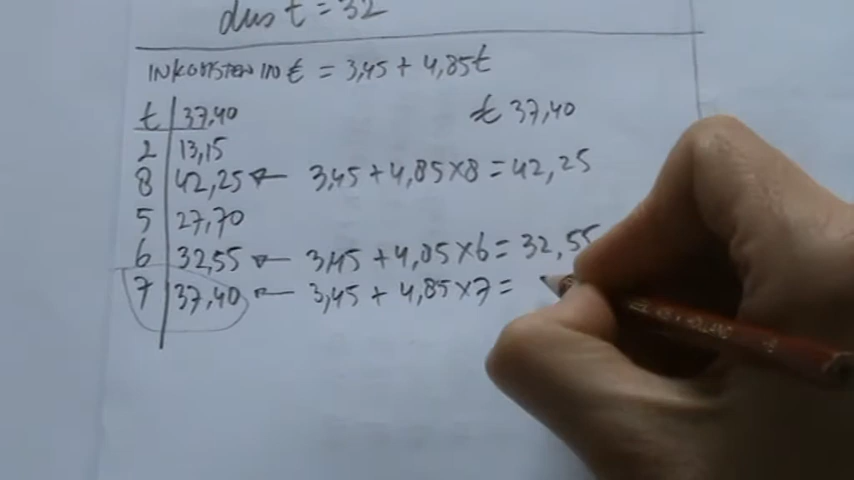 dus t = 32
INKOMSTEN IN € = 3,45 + 4,85t
t | 37,40
€ 37,40
2 | 13,15
8 | 42,25 ← 3,45 + 4,85×8 = 42,25
5 | 27,70
6 | 32,55 ← 3,45 + 4,85×6 = 32,55
7 | 37,40 ← 3,45 + 4,85×7 =